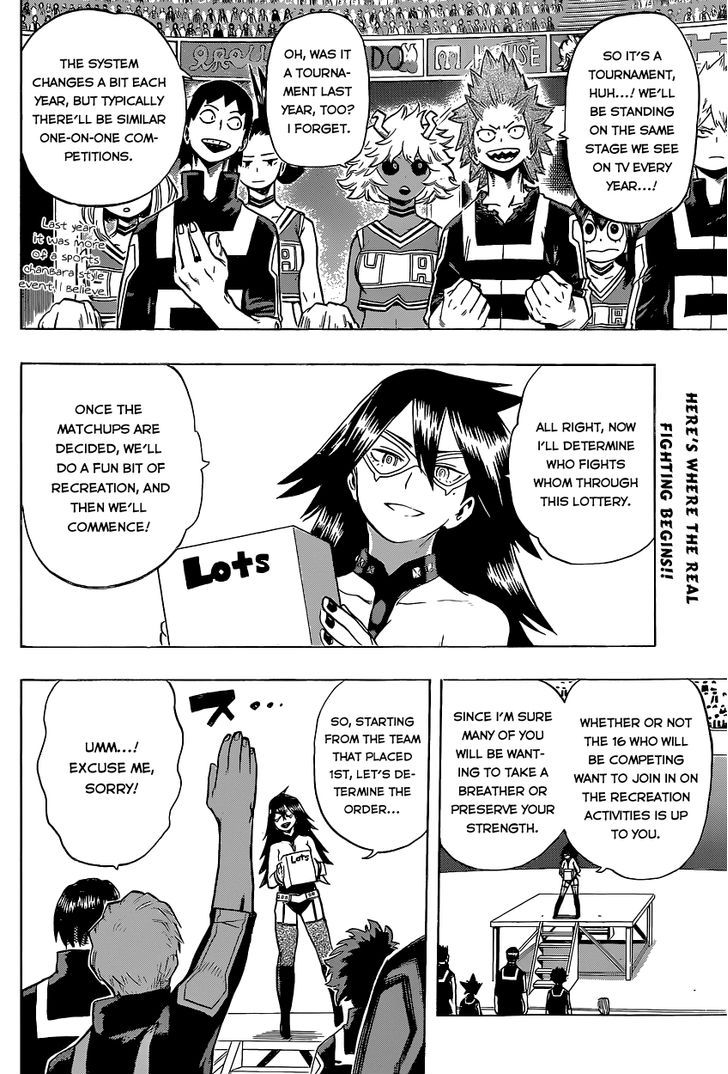 SO IT'S A
TOURNAMENT,
HUH...! WE'LL
BE STANDING
ON THE SAME
STAGE WE SEE
ON TV EVERY
YEAR...!
OH, WAS IT
A TOURNA-
MENT LAST
YEAR, TOO?
I FORGET.
THE SYSTEM
CHANGES A BIT EACH
YEAR, BUT TYPICALLY
THERE'LL BE SIMILAR
ONE-ON-ONE COM-
PETITIONS.
Last year
it was more
of a sports
chanbara style
event, I believe
UA
HERE'S WHERE THE REAL
FIGHTING BEGINS!!
ALL RIGHT, NOW
I'LL DETERMINE
WHO FIGHTS
WHOM THROUGH
THIS LOTTERY.
ONCE THE
MATCHUPS ARE
DECIDED, WE'LL
DO A FUN BIT OF
RECREATION, AND
THEN WE'LL
COMMENCE!
Lots
WHETHER OR NOT
THE 16 WHO WILL
BE COMPETING
WANT TO JOIN IN ON
THE RECREATION
ACTIVITIES IS UP
TO YOU.
SINCE I'M SURE
MANY OF YOU
WILL BE WANT-
ING TO TAKE A
BREATHER OR
PRESERVE YOUR
STRENGTH.
SO, STARTING
FROM THE TEAM
THAT PLACED
1ST, LET'S DE-
TERMINE THE
ORDER...
ス...
UMM...!
EXCUSE ME,
SORRY!
Lots